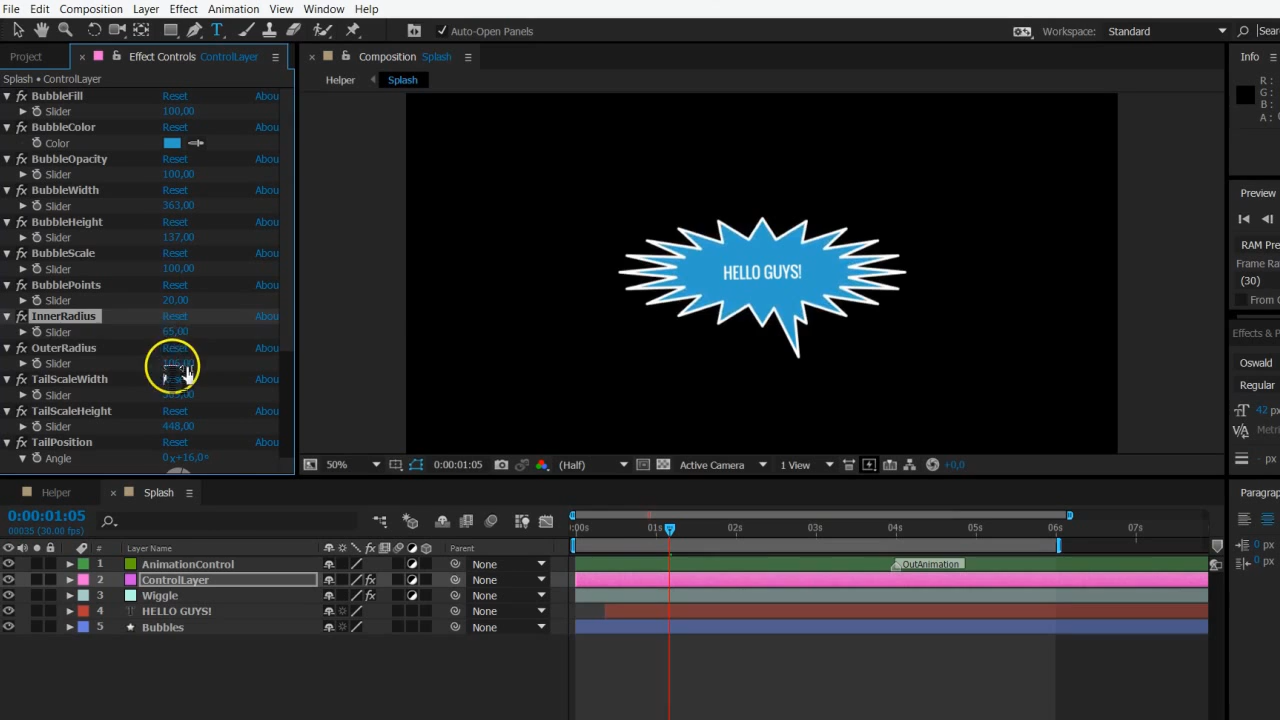 File Edit Composition Layer Effect Animation View Window Help
Auto-Open Panels Workspace: Standard Sear
Project Effect Controls ControlLayer Composition Splash Info
Splash • ControlLayer Helper Splash
BubbleFill Reset Abou
Slider 100,00
BubbleColor Reset Abou
Color
BubbleOpacity Reset Abou
Slider 100,00
BubbleWidth Reset Abou
Slider 363,00
BubbleHeight Reset Abou
Slider 137,00
BubbleScale Reset Abou
Slider 100,00
BubblePoints Reset Abou
Slider 20,00
InnerRadius Reset Abou
Slider 65,00
OuterRadius Reset Abou
Slider 106,00
TailScaleWidth Abou
Slider
TailScaleHeight Reset Abou
Slider 448,00
TailPosition Reset Abou
Angle 0x+16,0°
HELLO GUYS!
R :
G :
B :
A :
Preview
RAM Previ
Frame Ra
(30)
From C
Effects & P
Oswald
Regular
42 px
Metri
- px
Paragrap
0 px
0 px
50% 0:00:01:05 (Half) Active Camera 1 View +0,0
Helper Splash
0:00:01:05
00035 (30.00 fps)
:00s 01s 02s 03s 04s 05s 06s 07s
# Layer Name Parent
1 AnimationControl None OutAnimation
2 ControlLayer None
3 Wiggle None
4 T HELLO GUYS! None
5 Bubbles None